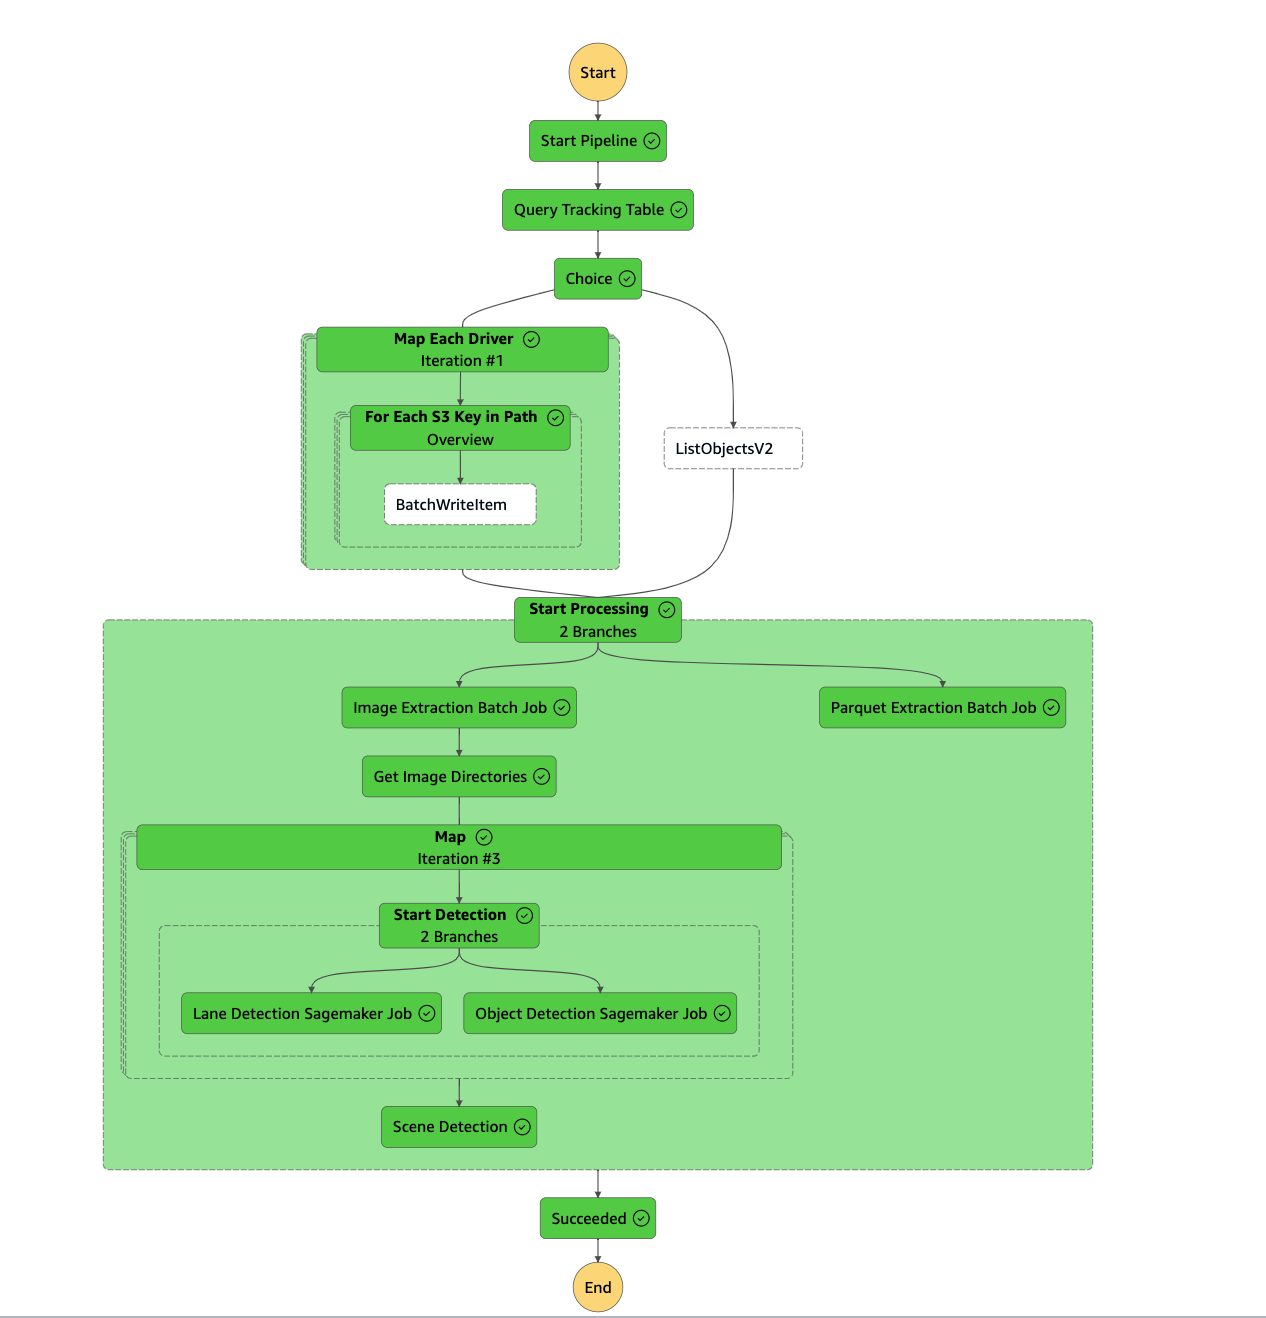 Start
Start Pipeline
Query Tracking Table
Choice
Map Each Driver
Iteration #1
For Each S3 Key in Path
Overview
ListObjectsV2
BatchWriteItem
Start Processing
2 Branches
Image Extraction Batch Job
Parquet Extraction Batch Job
Get Image Directories
Map
Iteration #3
Start Detection
2 Branches
Lane Detection Sagemaker Job
Object Detection Sagemaker Job
Scene Detection
Succeeded
End